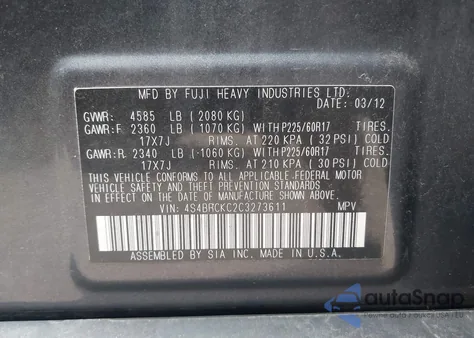 MFD BY FUJI HEAVY INDUSTRIES LTD.
DATE: 03/12
GVWR: 4585 LB ( 2080 KG)
GAWR:F 2360 LB ( 1070 KG) WITH P225/60R17 TIRES.
17X7J RIMS. AT 220 KPA ( 32 PSI) COLD
GAWR:R 2340 LB ( 1060 KG) WITH P225/60R17 TIRES.
17X7J RIMS. AT 210 KPA ( 30 PSI) COLD
THIS VEHICLE CONFORMS TO ALL APPLICABLE FEDERAL MOTOR
VEHICLE SAFETY STANDARDS IN EFFECT
ON THE DATE OF MANUFACTURE SHOWN ABOVE.
VIN: 4S4BRCKC2C3273611 MPV
ASSEMBLED BY SIA INC. MADE IN U.S.A.
autoSnap